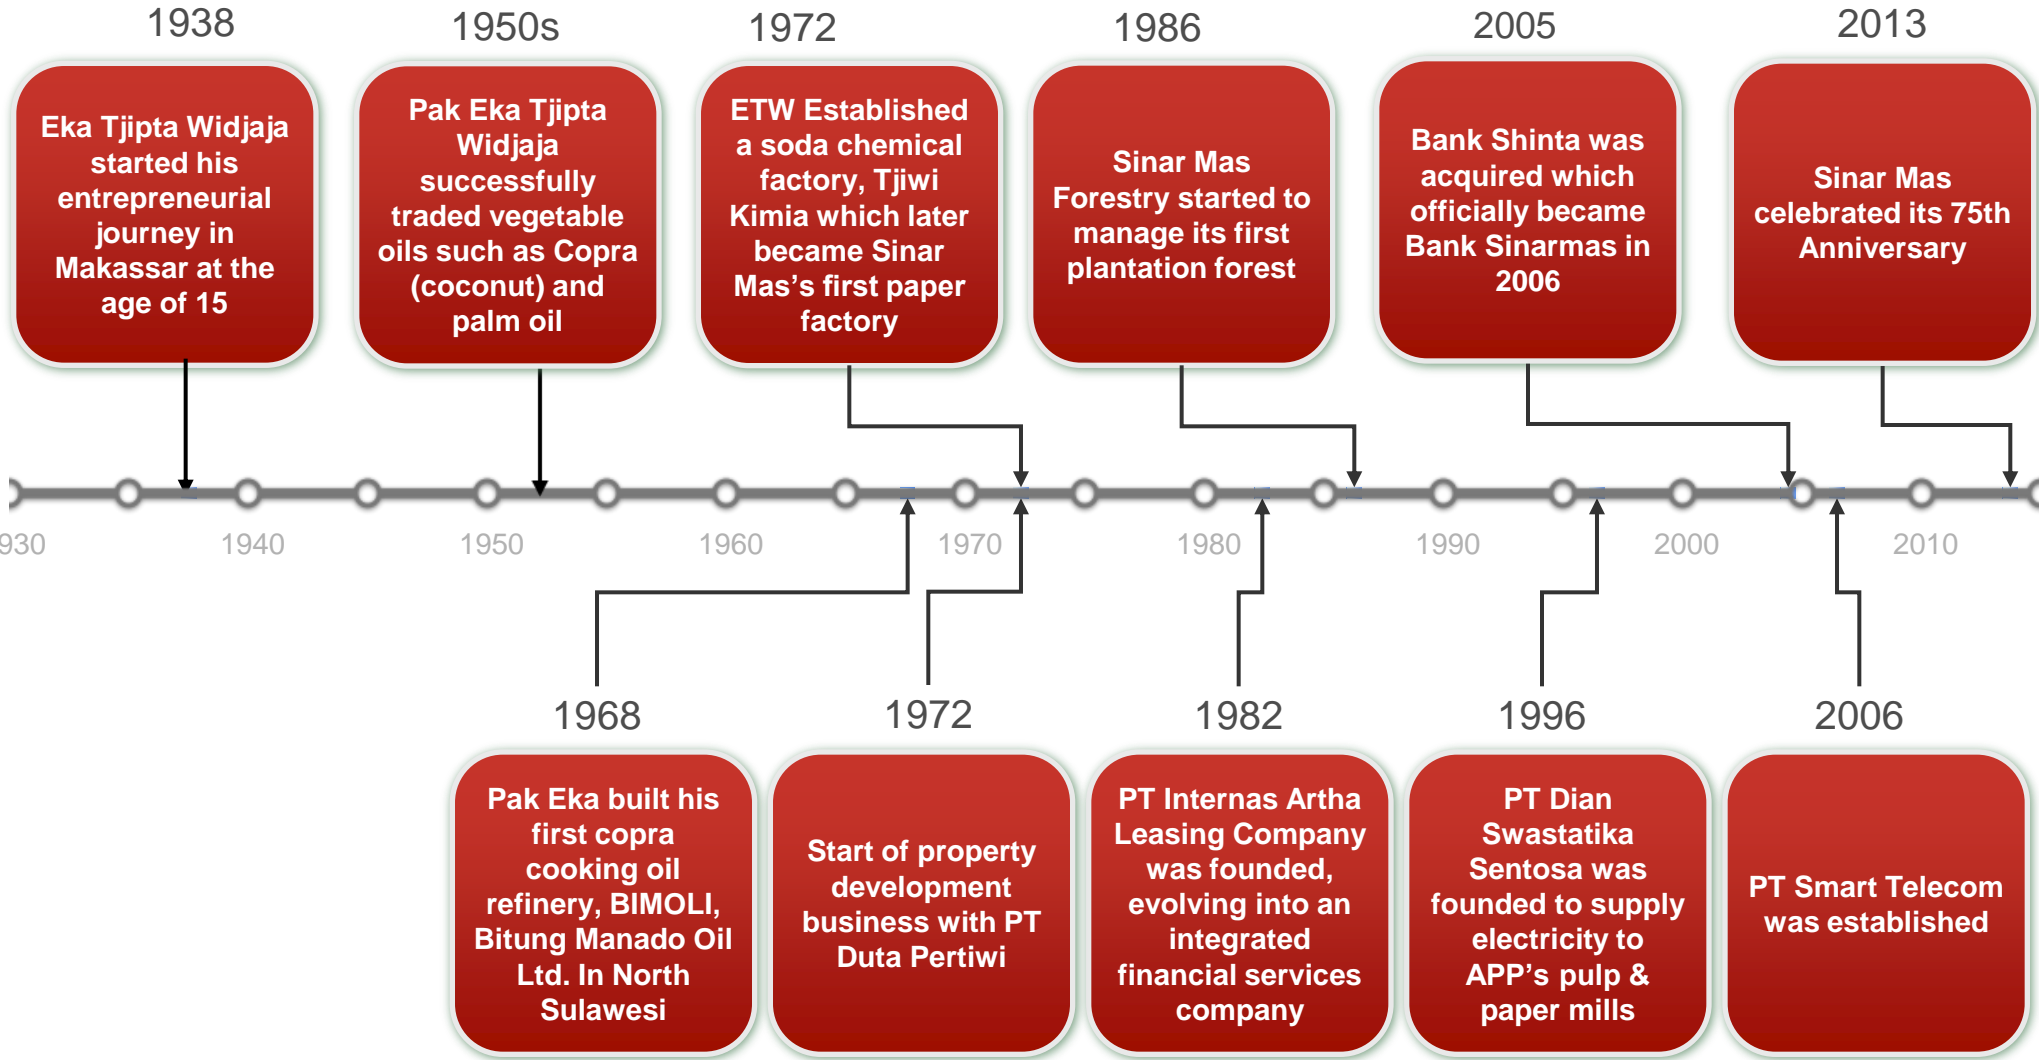 1938
Eka Tjipta Widjaja
started his
entrepreneurial
journey in
Makassar at the
age of 15
1950s
Pak Eka Tjipta
Widjaja
successfully
traded vegetable
oils such as Copra
(coconut) and
palm oil
1972
ETW Established
a soda chemical
factory, Tjiwi
Kimia which later
became Sinar
Mas’s first paper
factory
1986
Sinar Mas
Forestry started to
manage its first
plantation forest
2005
Bank Shinta was
acquired which
officially became
Bank Sinarmas in
2006
2013
Sinar Mas
celebrated its 75th
Anniversary
930
1940
1950
1960
1970
1980
1990
2000
2010
1968
Pak Eka built his
first copra
cooking oil
refinery, BIMOLI,
Bitung Manado Oil
Ltd. In North
Sulawesi
1972
Start of property
development
business with PT
Duta Pertiwi
1982
PT Internas Artha
Leasing Company
was founded,
evolving into an
integrated
financial services
company
1996
PT Dian
Swastatika
Sentosa was
founded to supply
electricity to
APP’s pulp &
paper mills
2006
PT Smart Telecom
was established